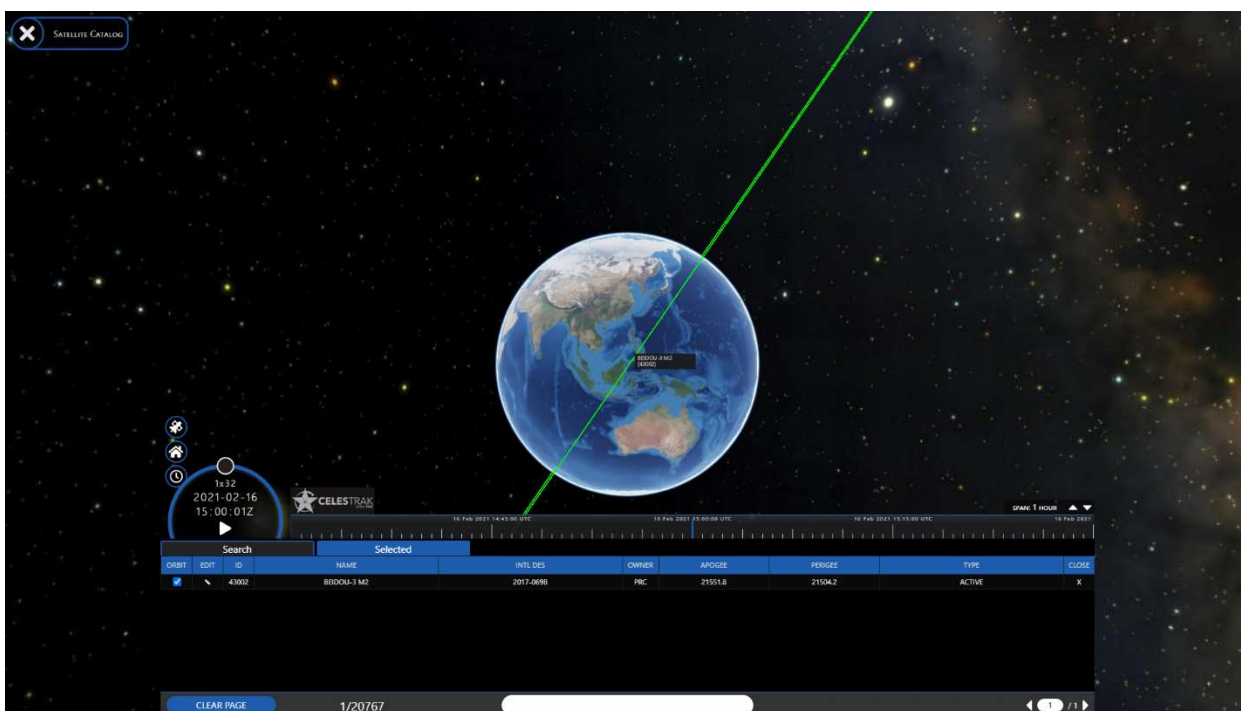 SATELLITE CATALOG
BEIDOU-3 M2
[43002]
1x32
2021-02-16
15:00:01Z
CELESTRAK
SPAN: 1 HOUR
16 Feb 2021 14:45:00 UTC 16 Feb 2021 15:00:00 UTC 16 Feb 2021 15:15:00 UTC 16 Feb 2021
Search Selected
ORBIT EDIT ID NAME INTL DES OWNER APOGEE PERIGEE TYPE CLOSE
43002 BEIDOU-3 M2 2017-069B PRC 21551.8 21504.2 ACTIVE X
CLEAR PAGE 1/20767 1 /1